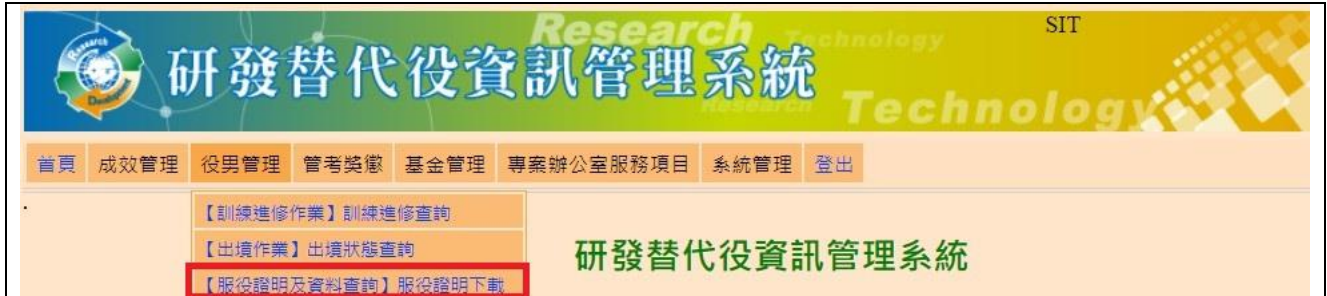 Research Technology SIT
研發替代役資訊管理系統
Research Technology
首頁 成效管理 役男管理 管考獎懲 基金管理 專案辦公室服務項目 系統管理 登出
【訓練進修作業】訓練進修查詢
【出境作業】出境狀態查詢
研發替代役資訊管理系統
【服役證明及資料查詢】服役證明下載